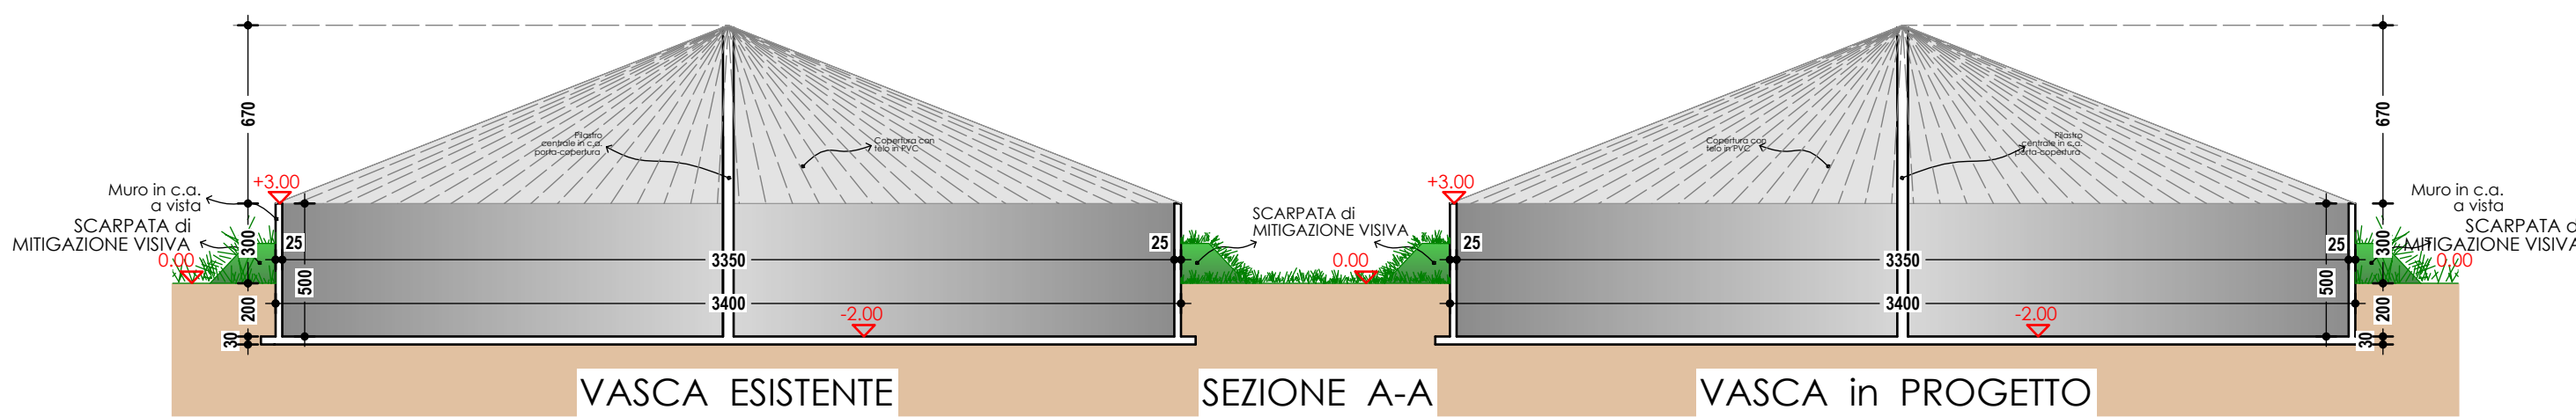 670
Pilastro
centrale in c.a.
porta-copertura
Copertura con
telo in PVC
Muro in c.a.
a vista
+3.00
SCARPATA di
MITIGAZIONE VISIVA
0.00
300
25
500
3350
25
3400
200
-2.00
30
VASCA ESISTENTE
SCARPATA di
MITIGAZIONE VISIVA
0.00
SEZIONE A-A
670
Copertura con
telo in PVC
Pilastro
centrale in c.a.
porta-copertura
+3.00
Muro in c.a.
a vista
SCARPATA d
MITIGAZIONE VISIVA
0.00
25
3350
25
300
500
3400
200
-2.00
30
VASCA in PROGETTO